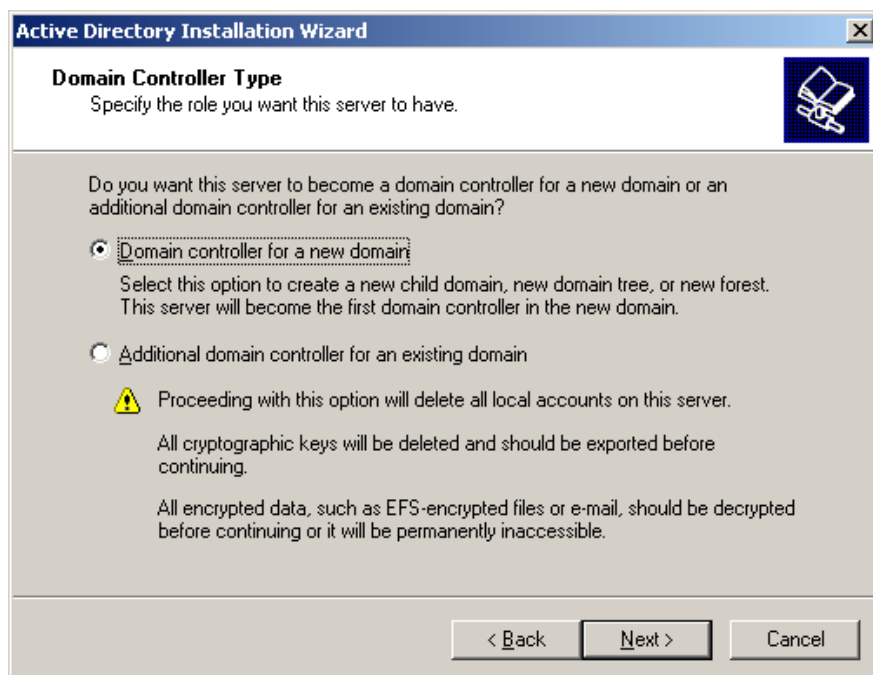 Active Directory Installation Wizard
Domain Controller Type
Specify the role you want this server to have.
Do you want this server to become a domain controller for a new domain or an
additional domain controller for an existing domain?
Domain controller for a new domain
Select this option to create a new child domain, new domain tree, or new forest.
This server will become the first domain controller in the new domain.
Additional domain controller for an existing domain
Proceeding with this option will delete all local accounts on this server.
All cryptographic keys will be deleted and should be exported before
continuing.
All encrypted data, such as EFS-encrypted files or e-mail, should be decrypted
before continuing or it will be permanently inaccessible.
< Back Next > Cancel